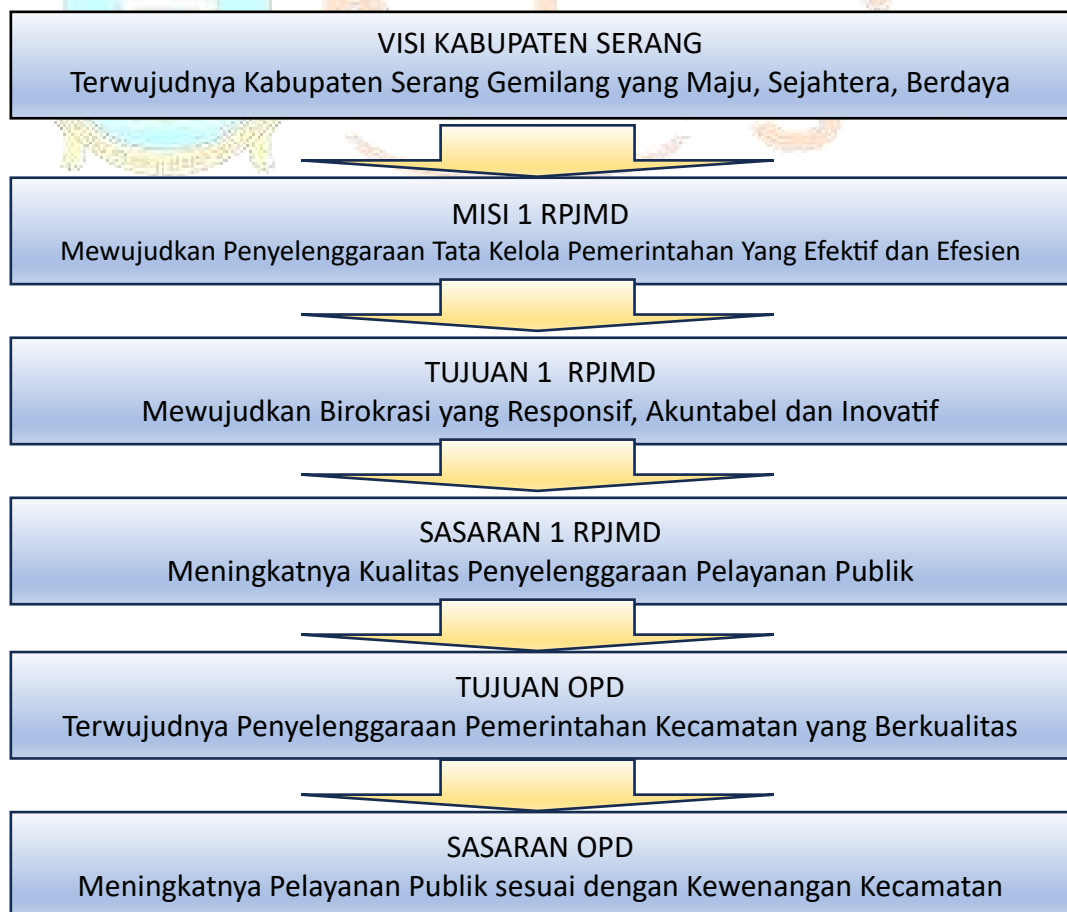 VISI KABUPATEN SERANG
Terwujudnya Kabupaten Serang Gemilang yang Maju, Sejahtera, Berdaya
MISI 1 RPJMD
Mewujudkan Penyelenggaraan Tata Kelola Pemerintahan Yang Efektif dan Efesien
TUJUAN 1 RPJMD
Mewujudkan Birokrasi yang Responsif, Akuntabel dan Inovatif
SASARAN 1 RPJMD
Meningkatnya Kualitas Penyelenggaraan Pelayanan Publik
TUJUAN OPD
Terwujudnya Penyelenggaraan Pemerintahan Kecamatan yang Berkualitas
SASARAN OPD
Meningkatnya Pelayanan Publik sesuai dengan Kewenangan Kecamatan